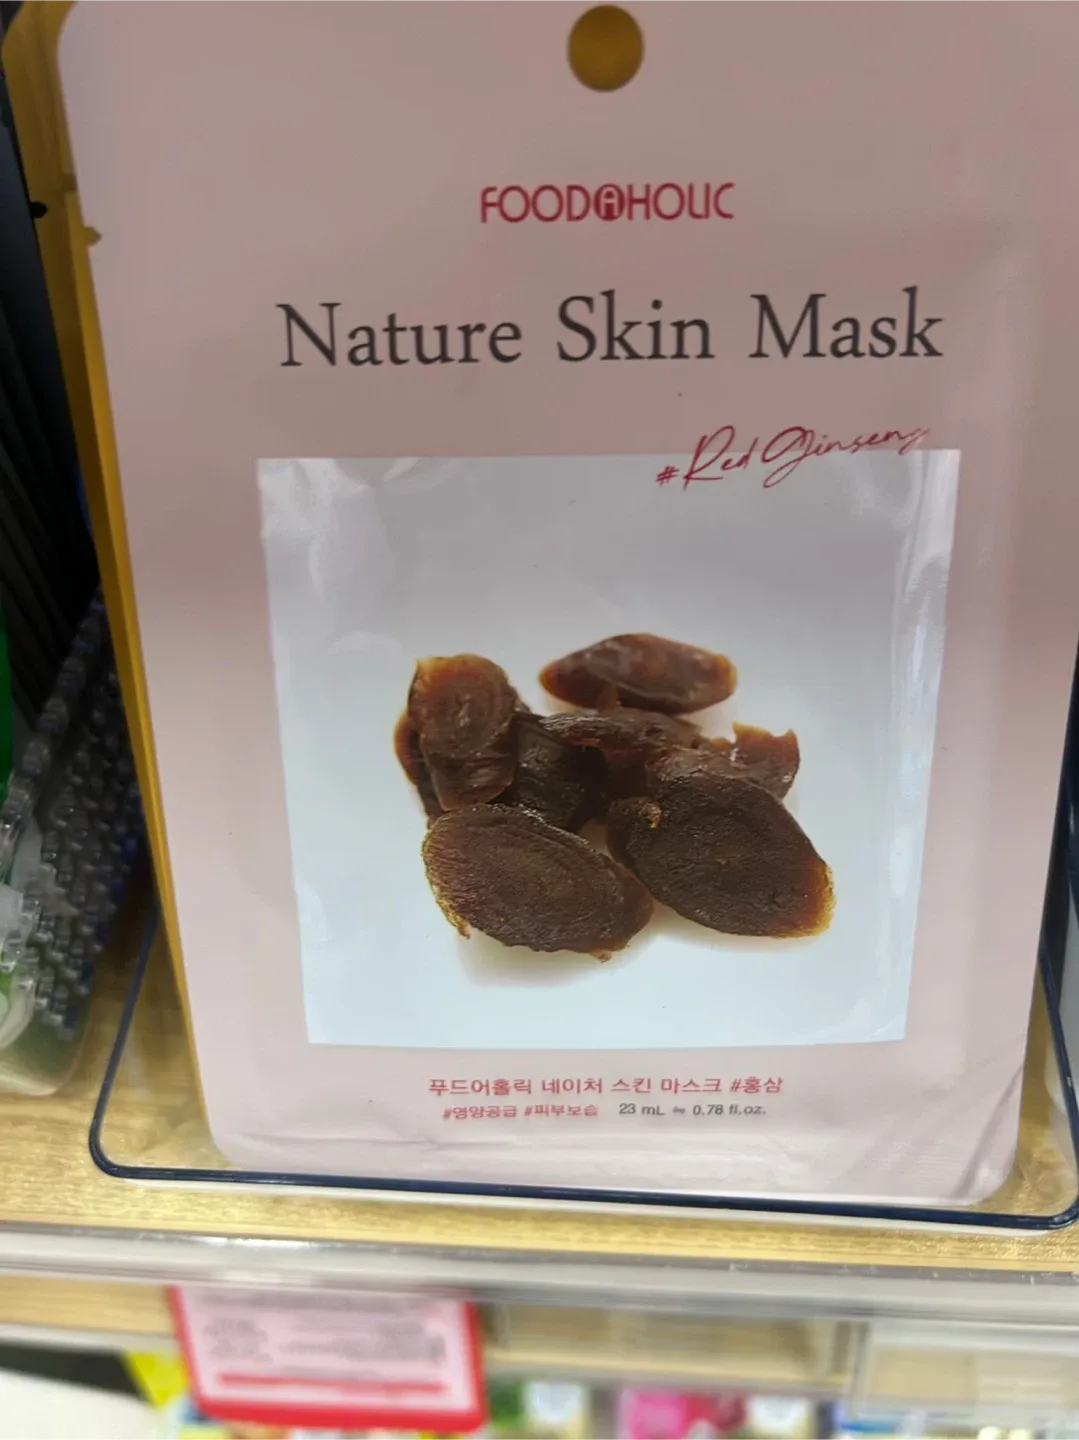 FOODAHOLIC
Nature Skin Mask
#Red Ginseng
푸드어홀릭 네이처 스킨 마스크 #홍삼
#영양공급 #피부보습 23 mL ≒ 0.78 fl.oz.